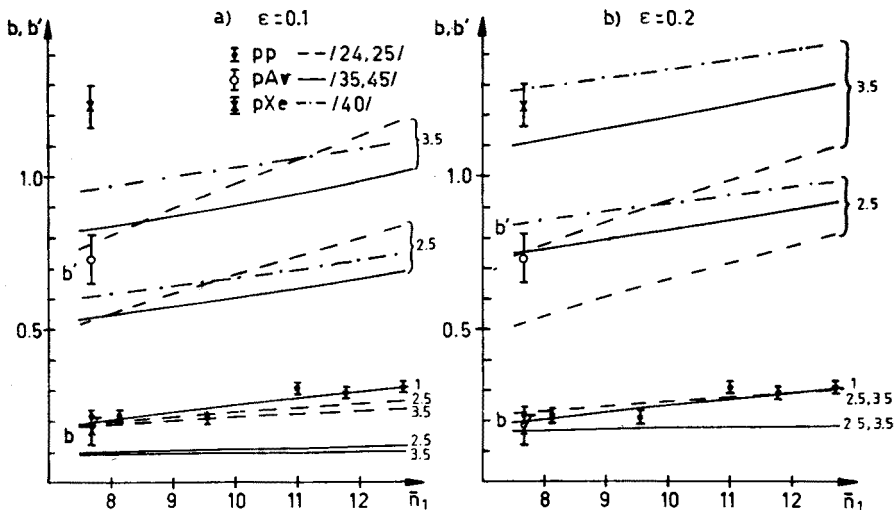 b, b'
a) ε=0.1
b) ε=0.2
pp -- /24,25/
pAr — /35,45/
pXe -·- /40/
1.0
0.5
b'
b
3.5
2.5
1
2.5
3.5
2.5
3.5
8 9 10 11 12 n̄₁
1.0
0.5
b'
b
3.5
2.5
1
2.5,3.5
2.5,3.5
8 9 10 11 12 n̄₁